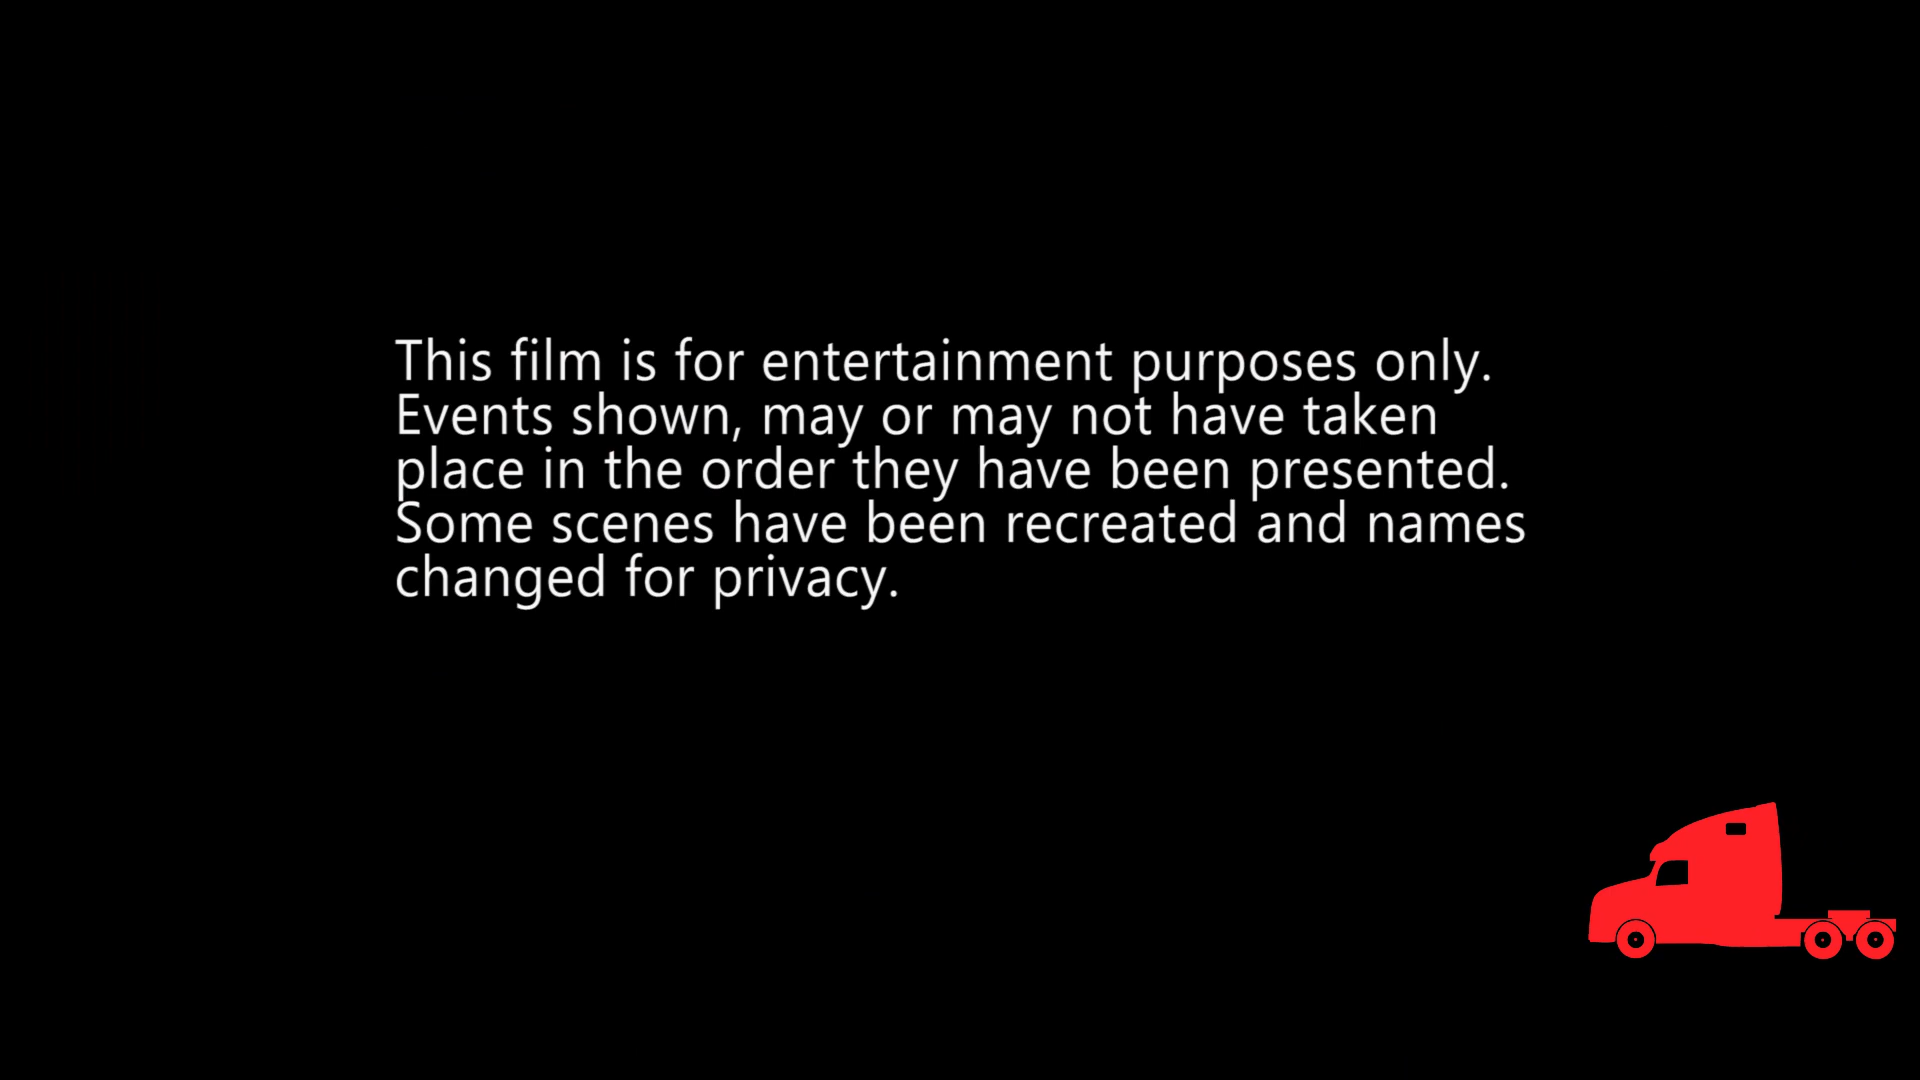 This film is for entertainment purposes only.
Events shown, may or may not have taken
place in the order they have been presented.
Some scenes have been recreated and names
changed for privacy.